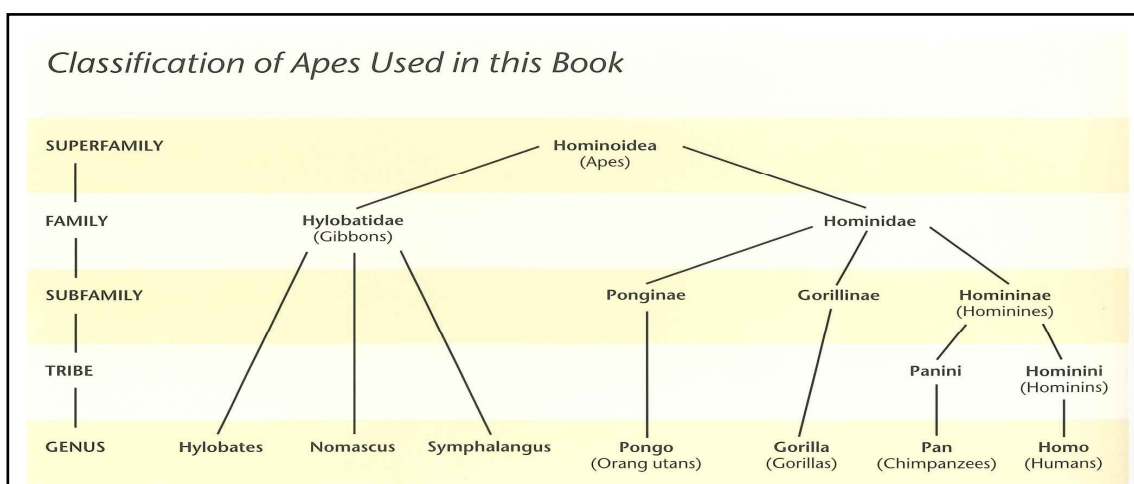 Classification of Apes Used in this Book
SUPERFAMILY
Hominoidea
(Apes)
FAMILY
Hylobatidae
(Gibbons)
Hominidae
SUBFAMILY
Ponginae
Gorillinae
Homininae
(Hominines)
TRIBE
Panini
Hominini
(Hominins)
GENUS
Hylobates
Nomascus
Symphalangus
Pongo
(Orang utans)
Gorilla
(Gorillas)
Pan
(Chimpanzees)
Homo
(Humans)